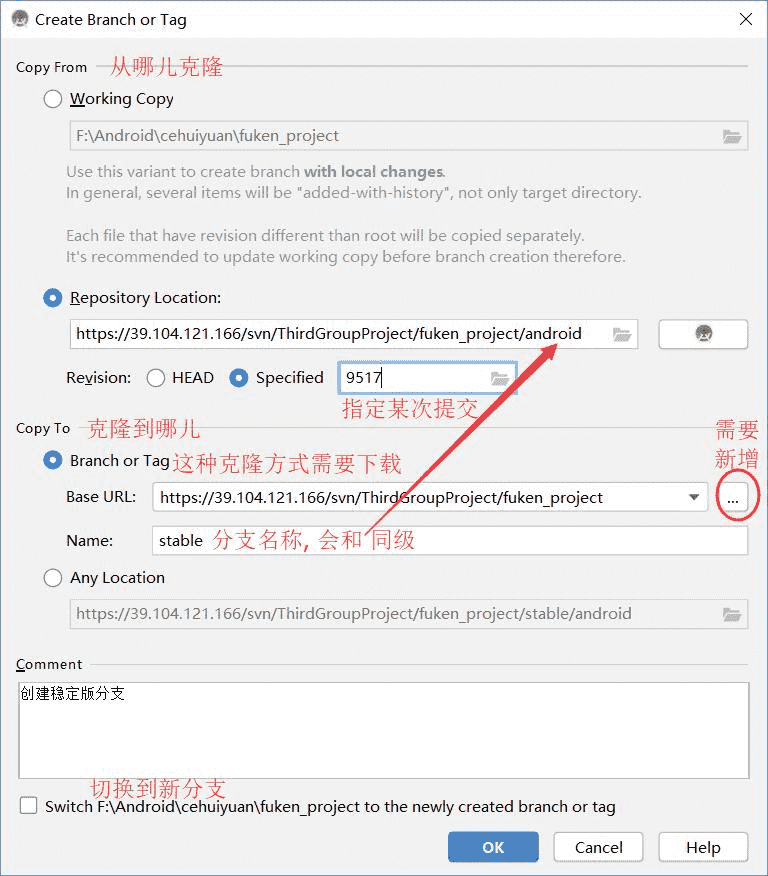 Create Branch or Tag
Copy From 从哪儿克隆
Working Copy
F:\Android\cehuiyuan\fuken_project
Use this variant to create branch with local changes.
In general, several items will be "added-with-history", not only target directory.
Each file that have revision different than root will be copied separately.
It's recommended to update working copy before branch creation therefore.
Repository Location:
https://39.104.121.166/svn/ThirdGroupProject/fuken_project/android
Revision: HEAD Specified 9517
指定某次提交
Copy To 克隆到哪儿
需要
新增
Branch or Tag 这种克隆方式需要下载
Base URL: https://39.104.121.166/svn/ThirdGroupProject/fuken_project ...
Name: stable 分支名称, 会和 同级
Any Location
https://39.104.121.166/svn/ThirdGroupProject/fuken_project/stable/android
Comment
创建稳定版分支
切换到新分支
Switch F:\Android\cehuiyuan\fuken_project to the newly created branch or tag
OK Cancel Help